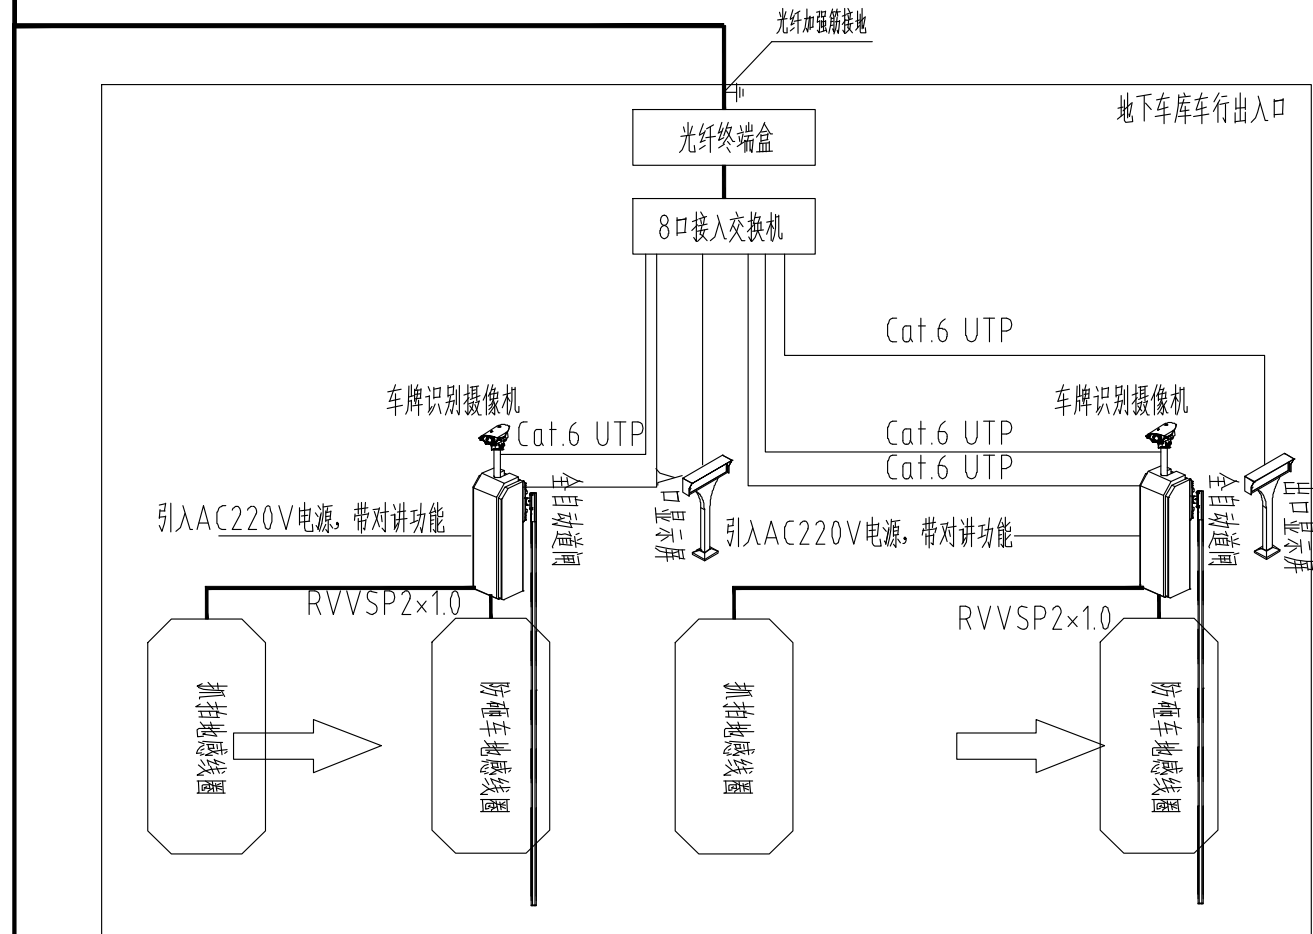 光纤加强筋接地
地下车库车行出入口
光纤终端盒
8口接入交换机
Cat.6 UTP
车牌识别摄像机
车牌识别摄像机
Cat.6 UTP
Cat.6 UTP
Cat.6 UTP
全自动道闸
入口显示屏
全自动道闸
出口显示屏
引入AC220V电源，带对讲功能
引入AC220V电源，带对讲功能
RVVSP2×1.0
RVVSP2×1.0
抓拍地感线圈
防砸车地感线圈
抓拍地感线圈
防砸车地感线圈